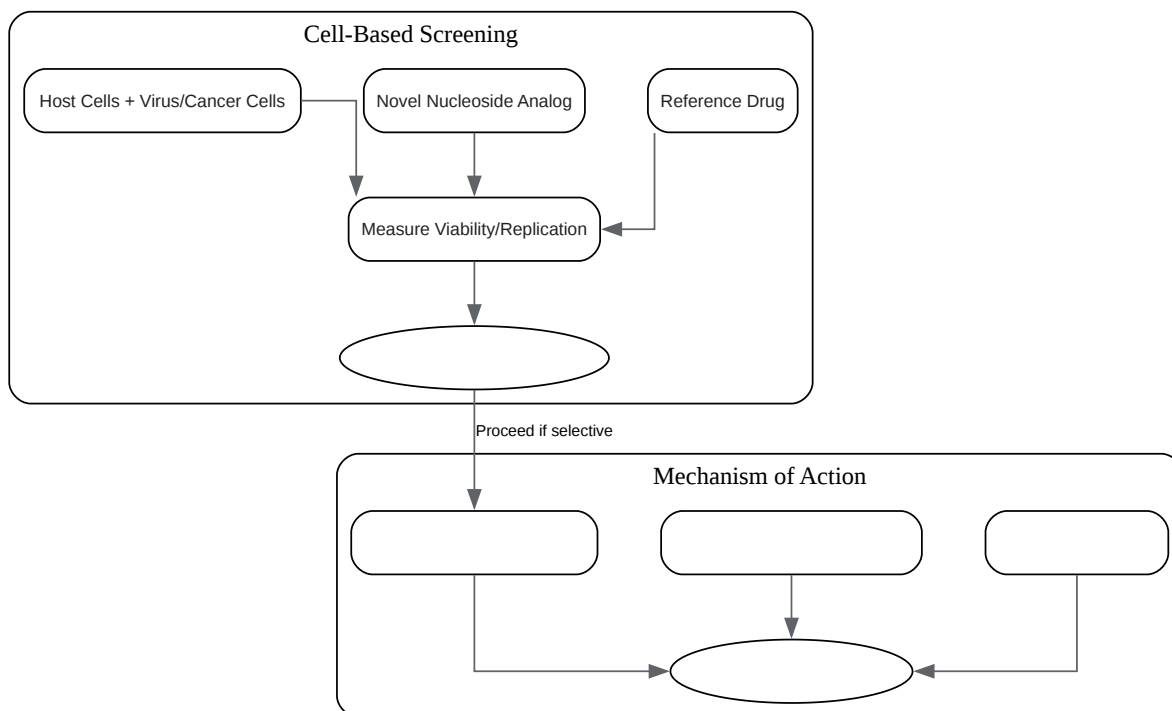 Cell-Based Screening
Host Cells + Virus/Cancer Cells
Novel Nucleoside Analog
Reference Drug
Measure Viability/Replication
Proceed if selective
Mechanism of Action